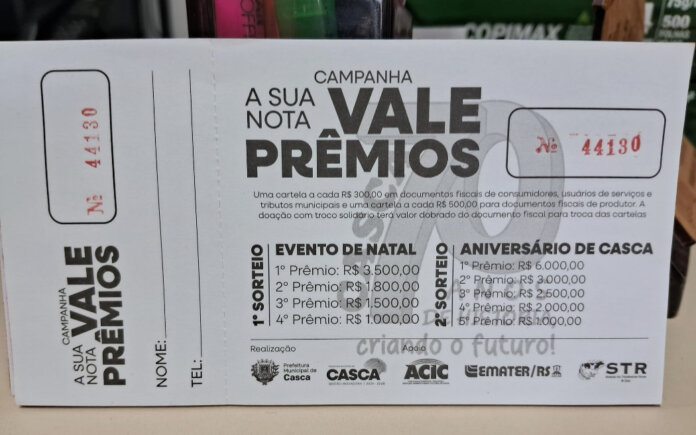 COPIMAX
75g
500
FOLHAS
Nº 44130
CAMPANHA
A SUA
NOTA
VALE
PRÊMIOS
NOME:
TEL:
CAMPANHA
A SUA
NOTA
VALE
PRÊMIOS
Nº 44130
Uma cartela a cada R$ 300,00 em documentos fiscais de consumidores, usuários de serviços e
tributos municipais e uma cartela a cada R$ 500,00 para documentos fiscais de produtor. A
doação com troco solidário terá valor dobrado do documento fiscal para troca das cartelas
1º SORTEIO
EVENTO DE NATAL
1º Prêmio: R$ 3.500,00
2º Prêmio: R$ 1.800,00
3º Prêmio: R$ 1.500,00
4º Prêmio: R$ 1.000,00
2º SORTEIO
ANIVERSÁRIO DE CASCA
1º Prêmio: R$ 6.000,00
2º Prêmio: R$ 3.000,00
3º Prêmio: R$ 2.500,00
4º Prêmio: R$ 2.000,00
5º Prêmio: R$ 1.000,00
70
criando o futuro!
Realização
Apoio
Prefeitura
Municipal de
Casca
CASCA
ACIC
EMATER/RS
STR